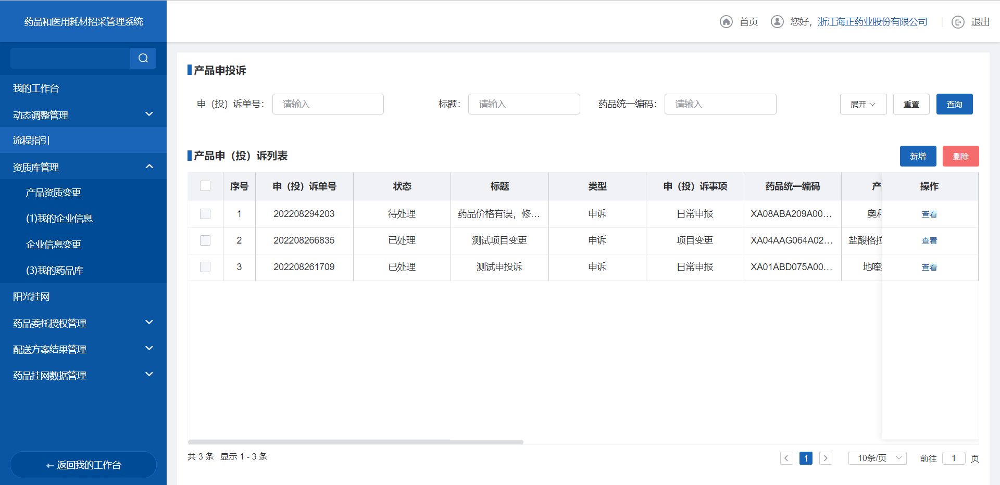 药品和医用耗材招采管理系统
首页 您好，浙江海正药业股份有限公司 退出
我的工作台
动态调整管理
流程指引
资质库管理
产品资质变更
(1)我的企业信息
企业信息变更
(3)我的药品库
阳光挂网
药品委托授权管理
配送方案结果管理
药品挂网数据管理
返回我的工作台
产品申投诉
申（投）诉单号： 请输入 标题： 请输入 药品统一编码： 请输入 展开 重置 查询
产品申（投）诉列表 新增 删除
序号 申（投）诉单号 状态 标题 类型 申（投）诉事项 药品统一编码 产 操作
1 202208294203 待处理 药品价格有误，修... 申诉 日常申报 XA08ABA209A00... 奥利 查看
2 202208266835 已处理 测试项目变更 申诉 项目变更 XA04AAG064A02... 盐酸格拉 查看
3 202208261709 已处理 测试申投诉 申诉 日常申报 XA01ABD075A00... 地喹 查看
共 3 条 显示 1 - 3 条 1 10条/页 前往 1 页